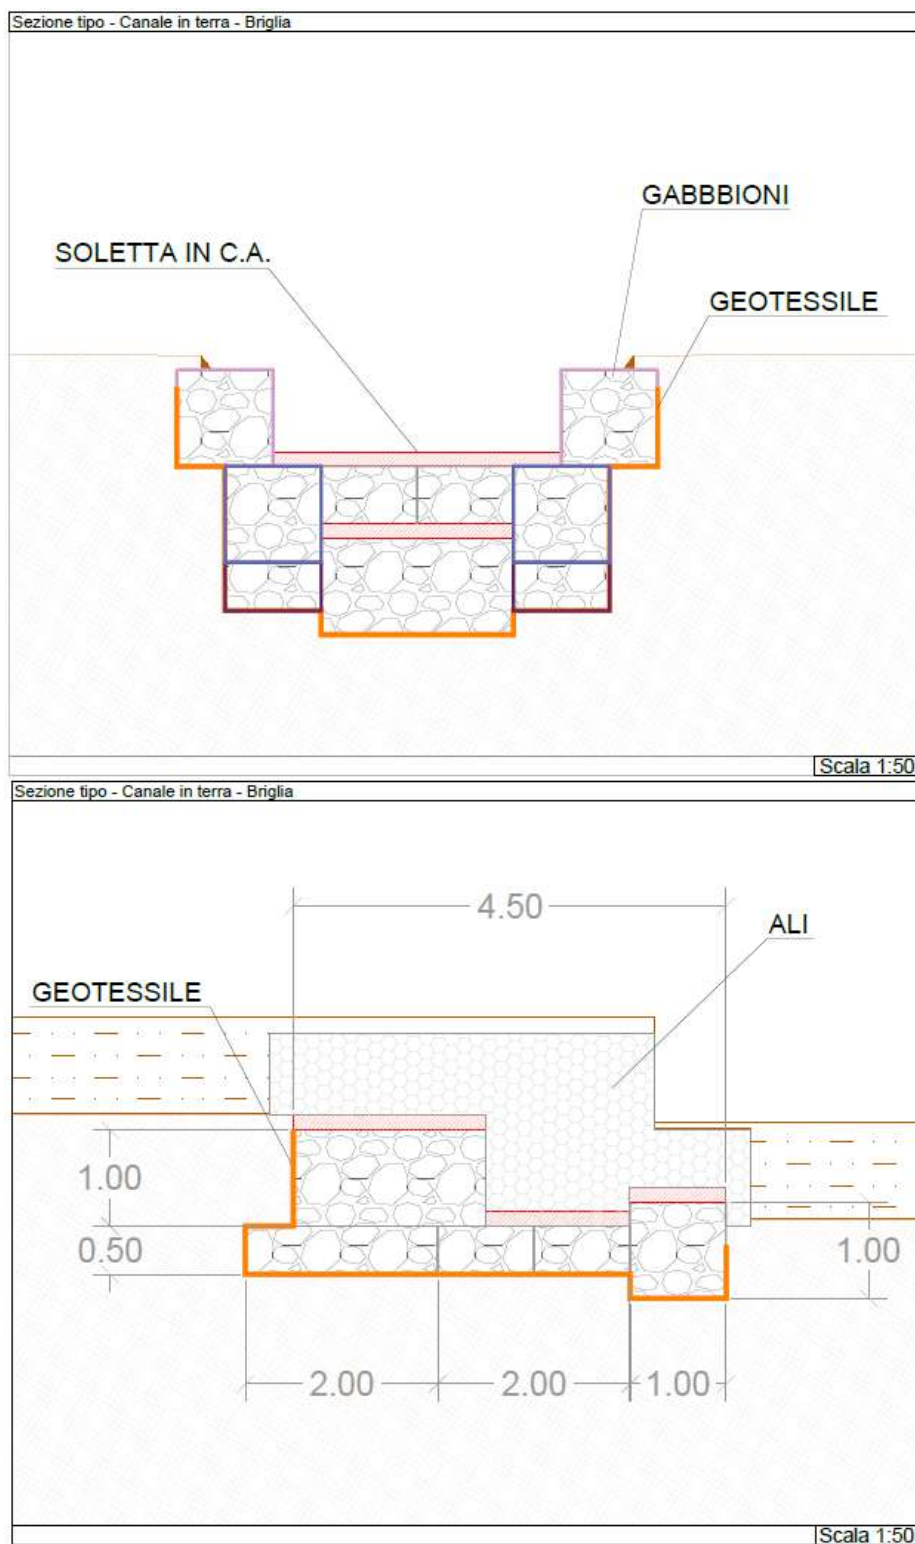 Sezione tipo - Canale in terra - Briglia
GABBBIONI
SOLETTA IN C.A.
GEOTESSILE
Scala 1:50
Sezione tipo - Canale in terra - Briglia
4.50
ALI
GEOTESSILE
1.00
0.50
1.00
2.00
2.00
1.00
Scala 1:50